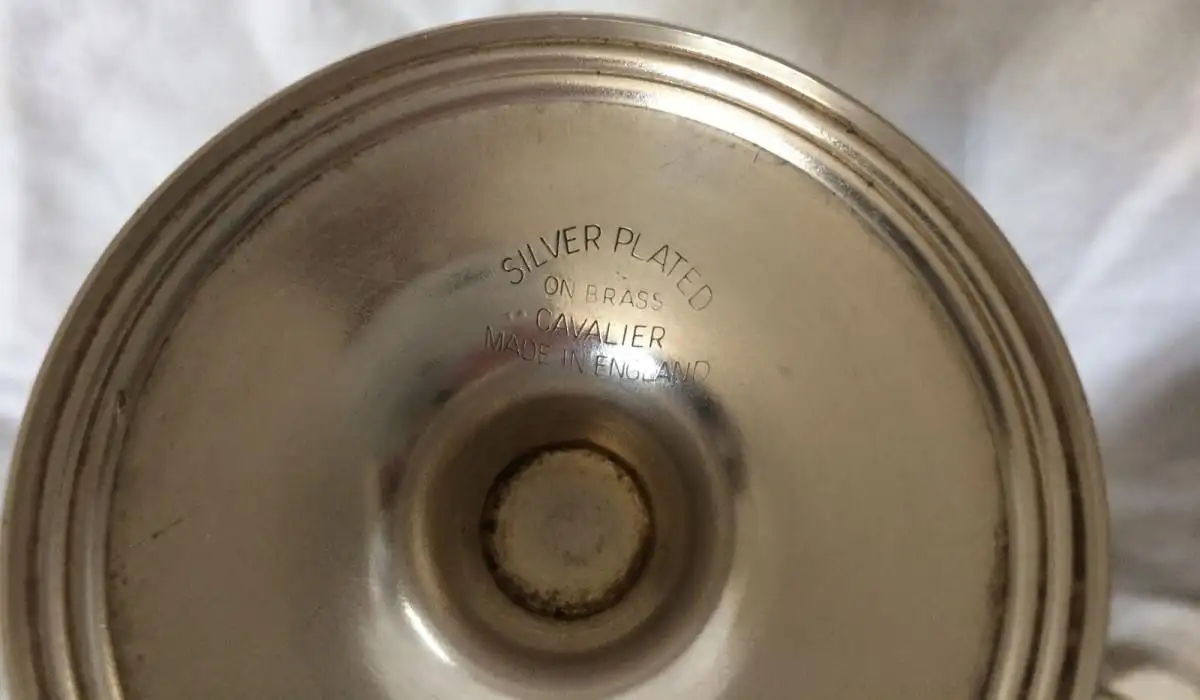 SILVER PLATED
ON BRASS
CAVALIER
MADE IN ENGLAND